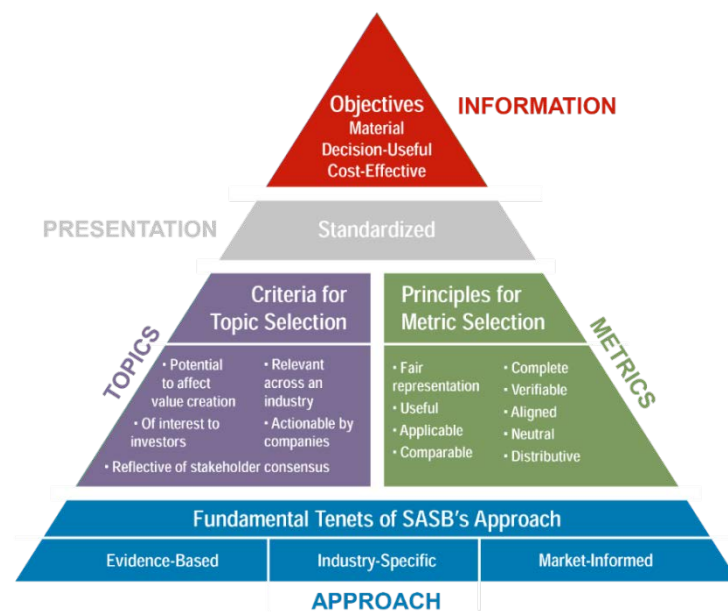 Objectives
Material
Decision-Useful
Cost-Effective
INFORMATION
PRESENTATION
Standardized
TOPICS
Criteria for
Topic Selection
• Potential
to affect
value creation
• Of interest to
investors
• Relevant
across an
industry
• Actionable by
companies
• Reflective of stakeholder consensus
Principles for
Metric Selection
• Fair
representation
• Useful
• Applicable
• Comparable
• Complete
• Verifiable
• Aligned
• Neutral
• Distributive
METRICS
Fundamental Tenets of SASB's Approach
Evidence-Based
Industry-Specific
Market-Informed
APPROACH